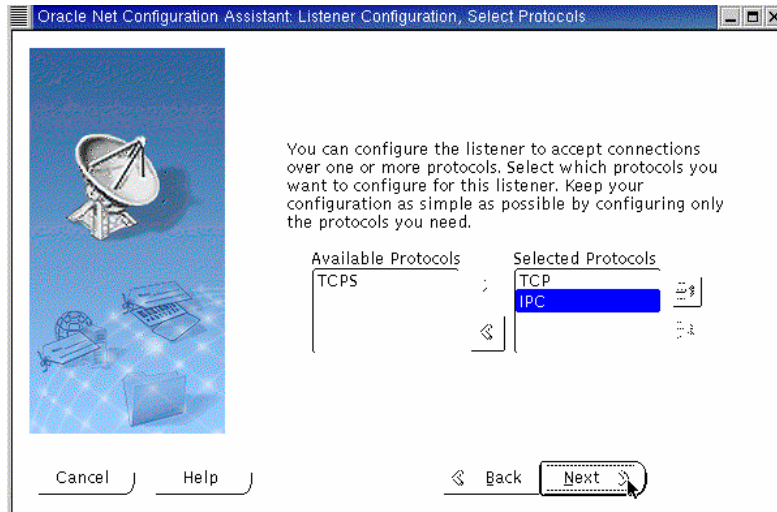 Oracle Net Configuration Assistant: Listener Configuration, Select Protocols
You can configure the listener to accept connections
over one or more protocols. Select which protocols you
want to configure for this listener. Keep your
configuration as simple as possible by configuring only
the protocols you need.
Available Protocols
TCPS
Selected Protocols
TCP
IPC
Cancel
Help
Back
Next